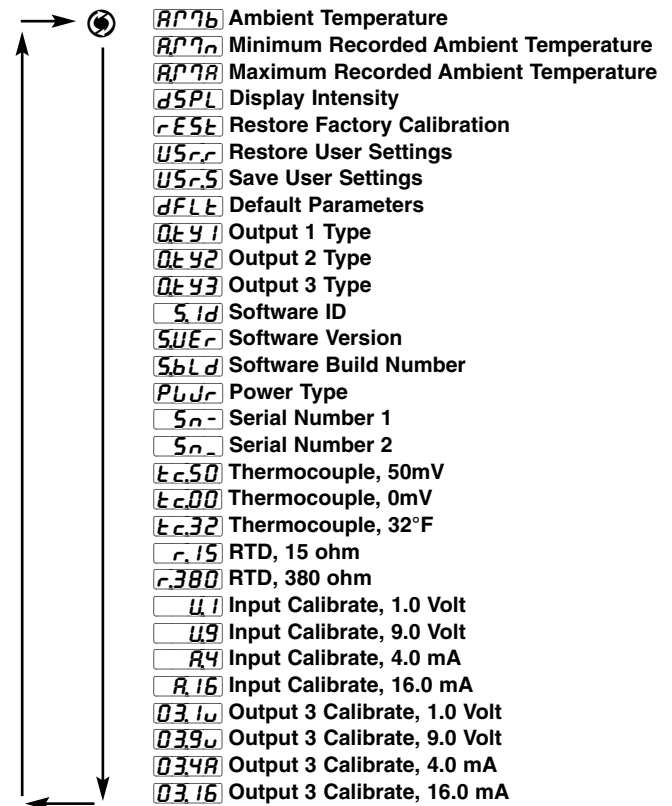 A.M.b Ambient Temperature
A.M.n Minimum Recorded Ambient Temperature
A.M.A Maximum Recorded Ambient Temperature
dSPL Display Intensity
rESt Restore Factory Calibration
USr.r Restore User Settings
USr.S Save User Settings
dFLt Default Parameters
O.ty1 Output 1 Type
O.ty2 Output 2 Type
O.ty3 Output 3 Type
S.Id Software ID
S.UEr Software Version
S.bLd Software Build Number
PWr Power Type
Sn- Serial Number 1
Sn_ Serial Number 2
tc.50 Thermocouple, 50mV
tc.00 Thermocouple, 0mV
tc.32 Thermocouple, 32°F
r.15 RTD, 15 ohm
r.380 RTD, 380 ohm
U.1 Input Calibrate, 1.0 Volt
U.9 Input Calibrate, 9.0 Volt
A.4 Input Calibrate, 4.0 mA
A.16 Input Calibrate, 16.0 mA
O3.1u Output 3 Calibrate, 1.0 Volt
O3.9u Output 3 Calibrate, 9.0 Volt
O3.4A Output 3 Calibrate, 4.0 mA
O3.16 Output 3 Calibrate, 16.0 mA